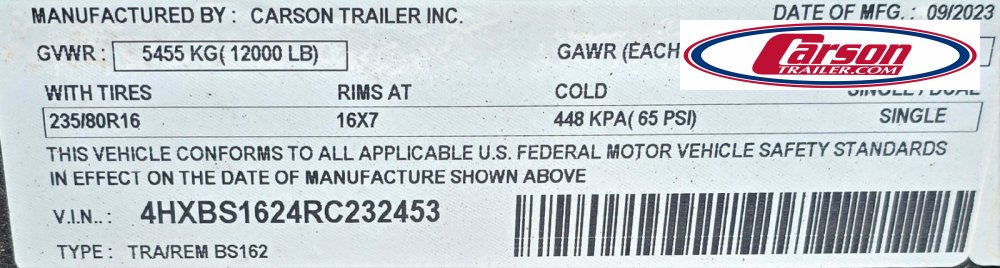 MANUFACTURED BY : CARSON TRAILER INC. DATE OF MFG. : 09/2023
GVWR : 5455 KG( 12000 LB) GAWR (EACH
Carson
TRAILER.COM
WITH TIRES RIMS AT COLD SINGLE / DUAL
235/80R16 16X7 448 KPA( 65 PSI) SINGLE
THIS VEHICLE CONFORMS TO ALL APPLICABLE U.S. FEDERAL MOTOR VEHICLE SAFETY STANDARDS
IN EFFECT ON THE DATE OF MANUFACTURE SHOWN ABOVE
V.I.N.. : 4HXBS1624RC232453
TYPE : TRA/REM BS162